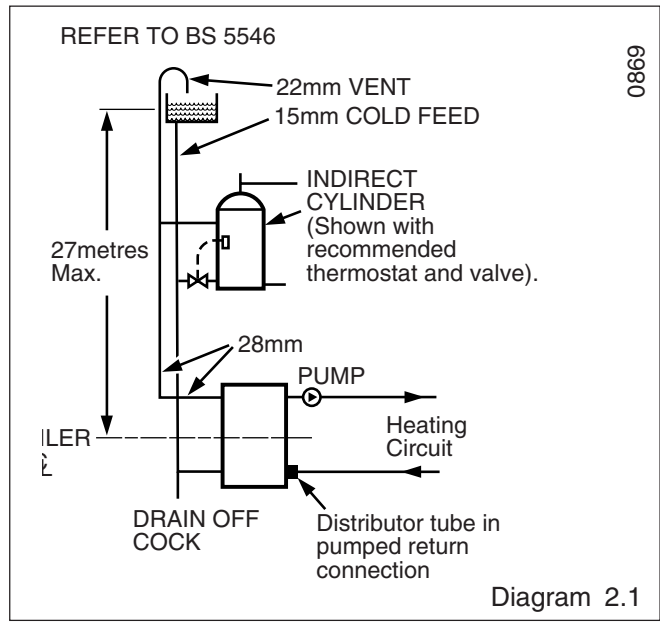 REFER TO BS 5546
0869
22mm VENT
15mm COLD FEED
INDIRECT
CYLINDER
(Shown with
recommended
thermostat and valve).
27metres
Max.
28mm
PUMP
Heating
Circuit
ILER
℄
DRAIN OFF
COCK
Distributor tube in
pumped return
connection
Diagram 2.1